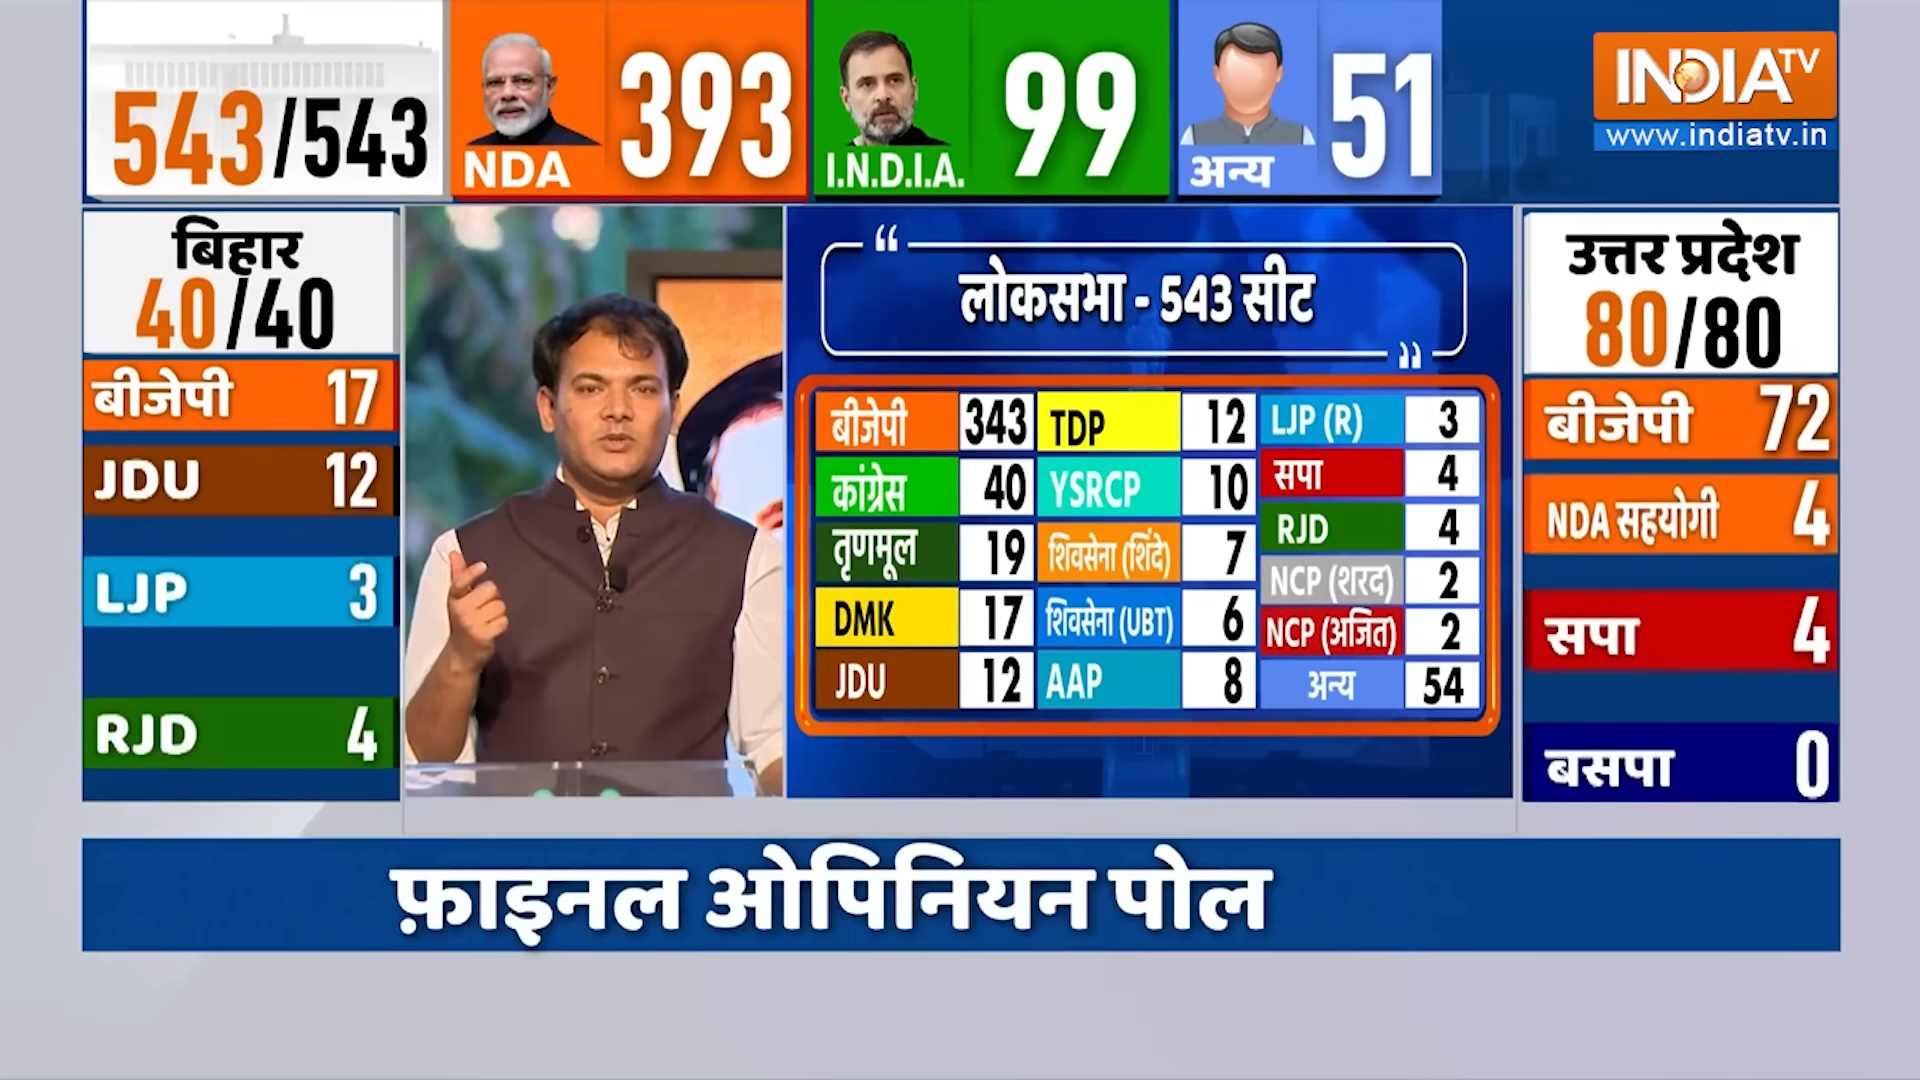 543/543
NDA 393
I.N.D.I.A. 99
अन्य 51
INDIA TV
www.indiatv.in
बिहार
40/40
बीजेपी 17
JDU 12
LJP 3
RJD 4
“
लोकसभा - 543 सीट
”
बीजेपी 343 TDP 12 LJP (R) 3
कांग्रेस 40 YSRCP 10 सपा 4
तृणमूल 19 शिवसेना (शिंदे) 7 RJD 4
DMK 17 शिवसेना (UBT) 6 NCP (शरद) 2
JDU 12 AAP 8 NCP (अजित) 2
अन्य 54
उत्तर प्रदेश
80/80
बीजेपी 72
NDA सहयोगी 4
सपा 4
बसपा 0
फ़ाइनल ओपिनियन पोल